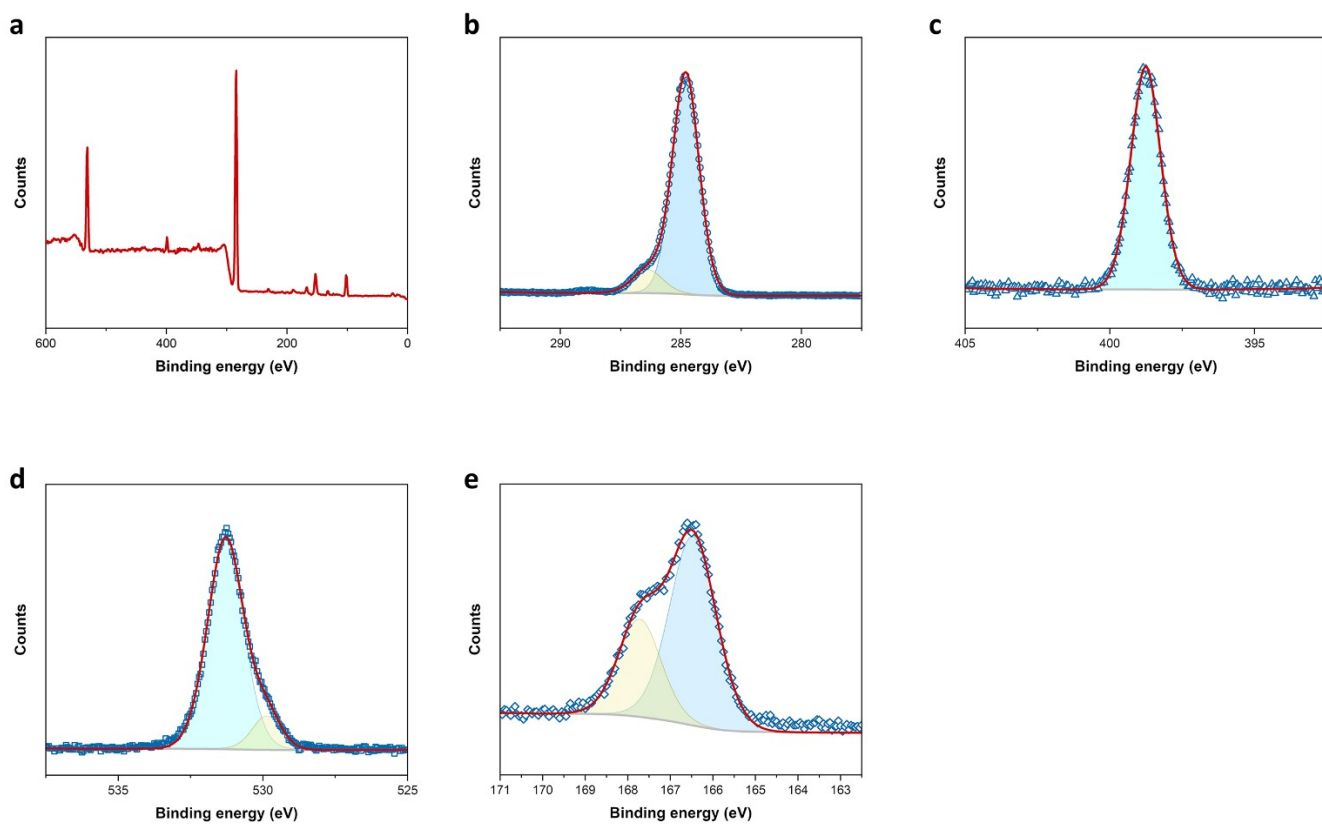 a
Counts
600 400 200 0
Binding energy (eV)
b
Counts
290 285 280
Binding energy (eV)
c
Counts
405 400 395
Binding energy (eV)
d
Counts
535 530 525
Binding energy (eV)
e
Counts
171 170 169 168 167 166 165 164 163
Binding energy (eV)